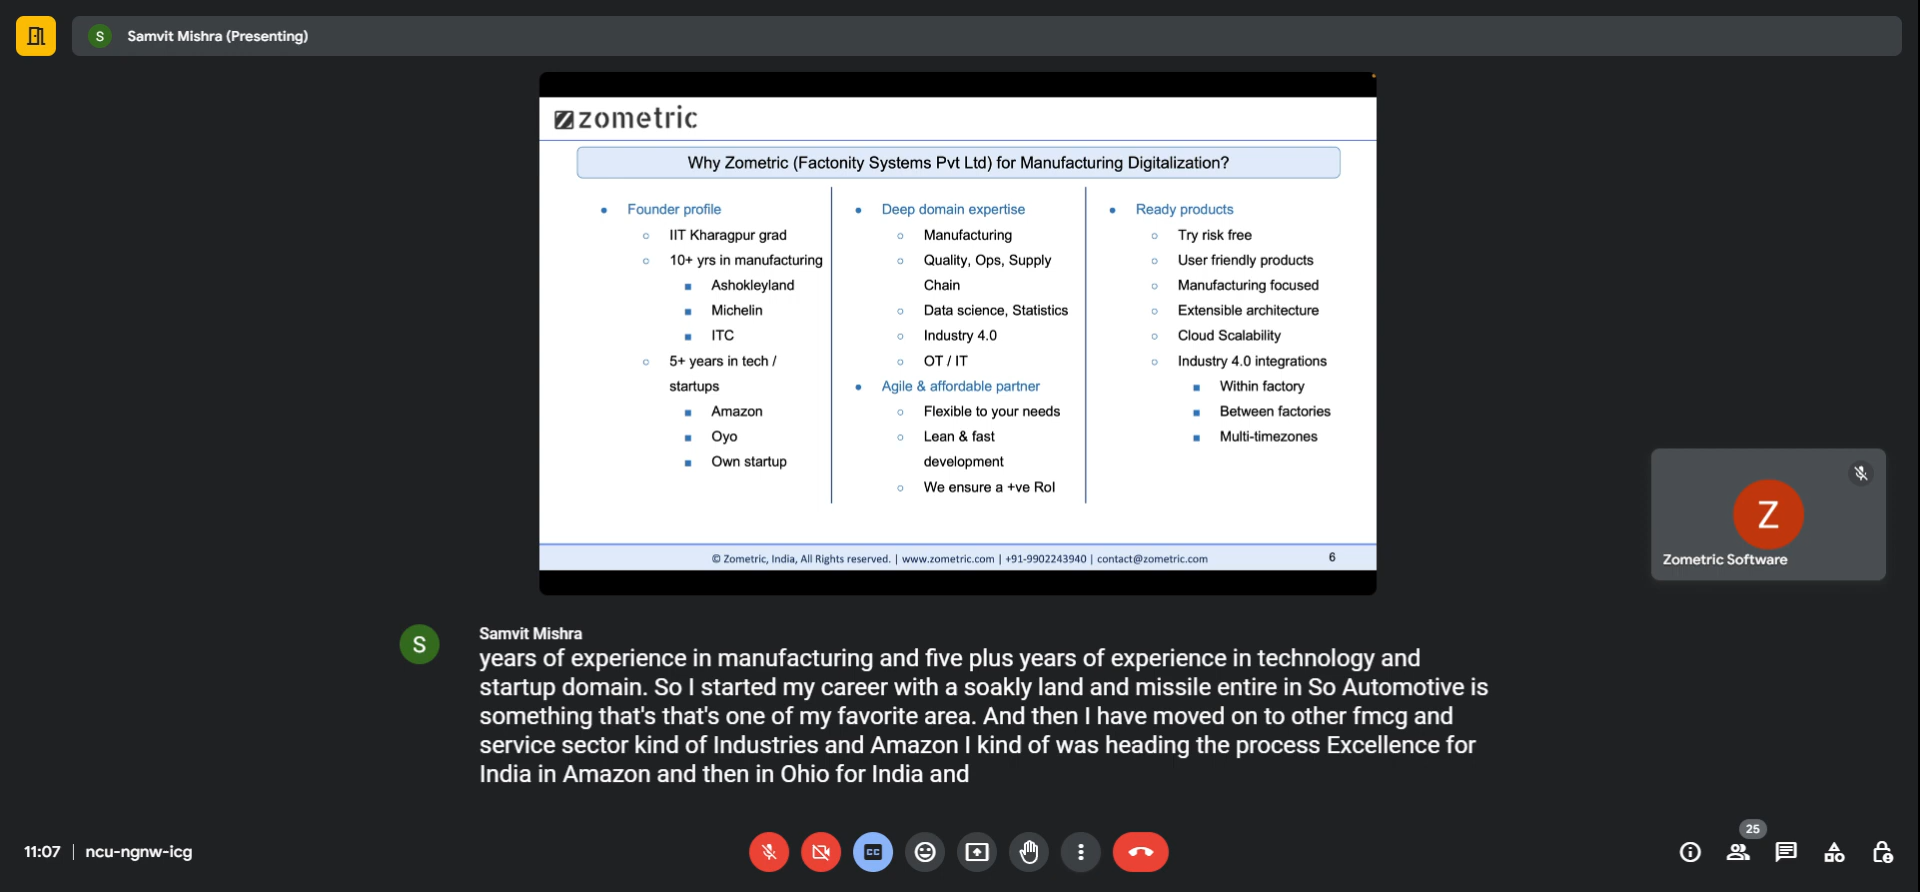 S Samvit Mishra (Presenting)
zometric
Why Zometric (Factonity Systems Pvt Ltd) for Manufacturing Digitalization?
Founder profile
IIT Kharagpur grad
10+ yrs in manufacturing
Ashokleyland
Michelin
ITC
5+ years in tech /
startups
Amazon
Oyo
Own startup
Deep domain expertise
Manufacturing
Quality, Ops, Supply
Chain
Data science, Statistics
Industry 4.0
OT / IT
Agile & affordable partner
Flexible to your needs
Lean & fast
development
We ensure a +ve RoI
Ready products
Try risk free
User friendly products
Manufacturing focused
Extensible architecture
Cloud Scalability
Industry 4.0 integrations
Within factory
Between factories
Multi-timezones
© Zometric, India, All Rights reserved. | www.zometric.com | +91-9902243940 | contact@zometric.com 6
Z
Zometric Software
S
Samvit Mishra
years of experience in manufacturing and five plus years of experience in technology and
startup domain. So I started my career with a soakly land and missile entire in So Automotive is
something that's that's one of my favorite area. And then I have moved on to other fmcg and
service sector kind of Industries and Amazon I kind of was heading the process Excellence for
India in Amazon and then in Ohio for India and
11:07 | ncu-ngnw-icg
CC
25